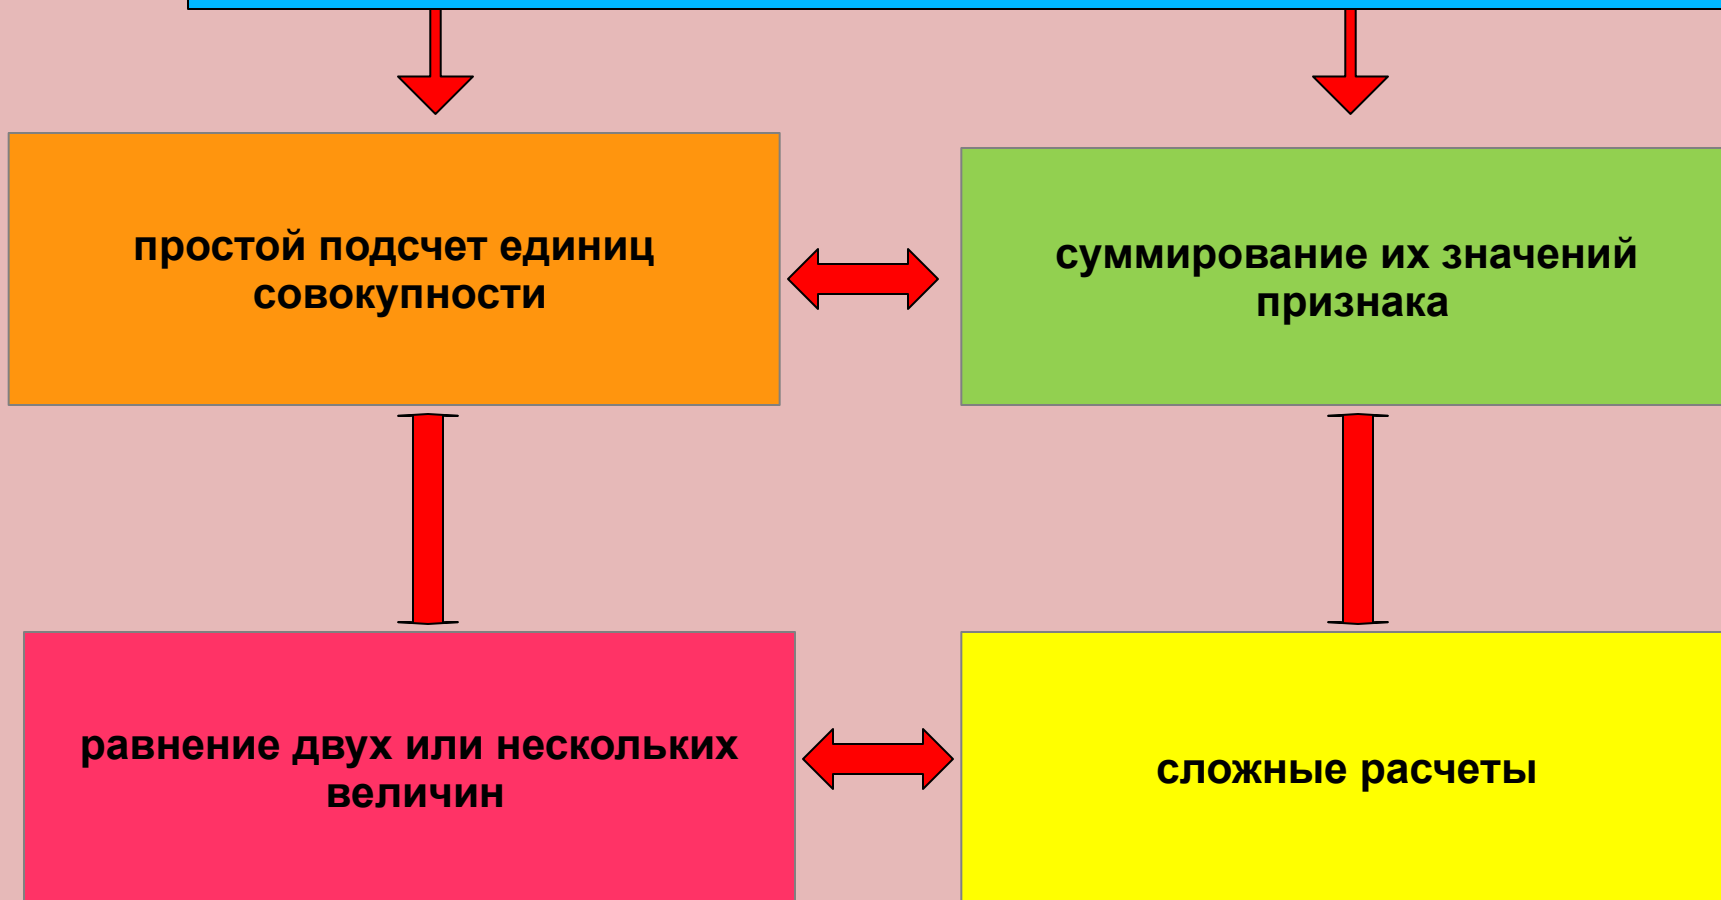 простой подсчет единиц
совокупности
суммирование их значений
признака
равнение двух или нескольких
величин
сложные расчеты